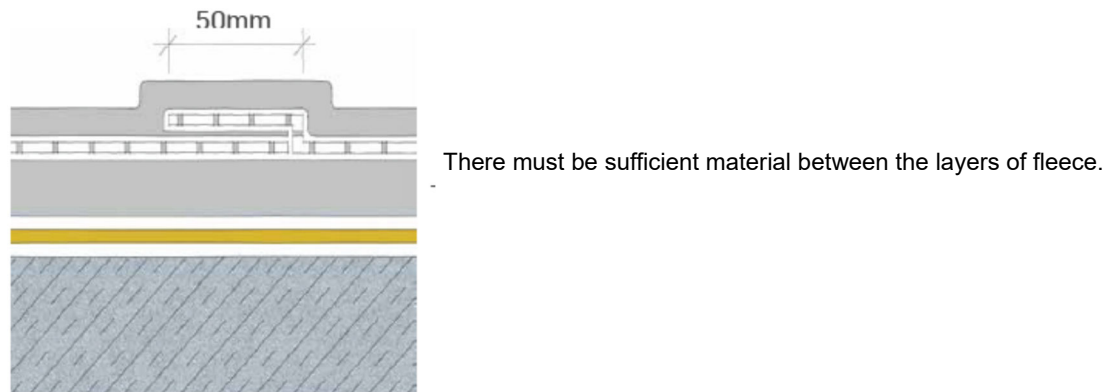 50mm
There must be sufficient material between the layers of fleece.
-